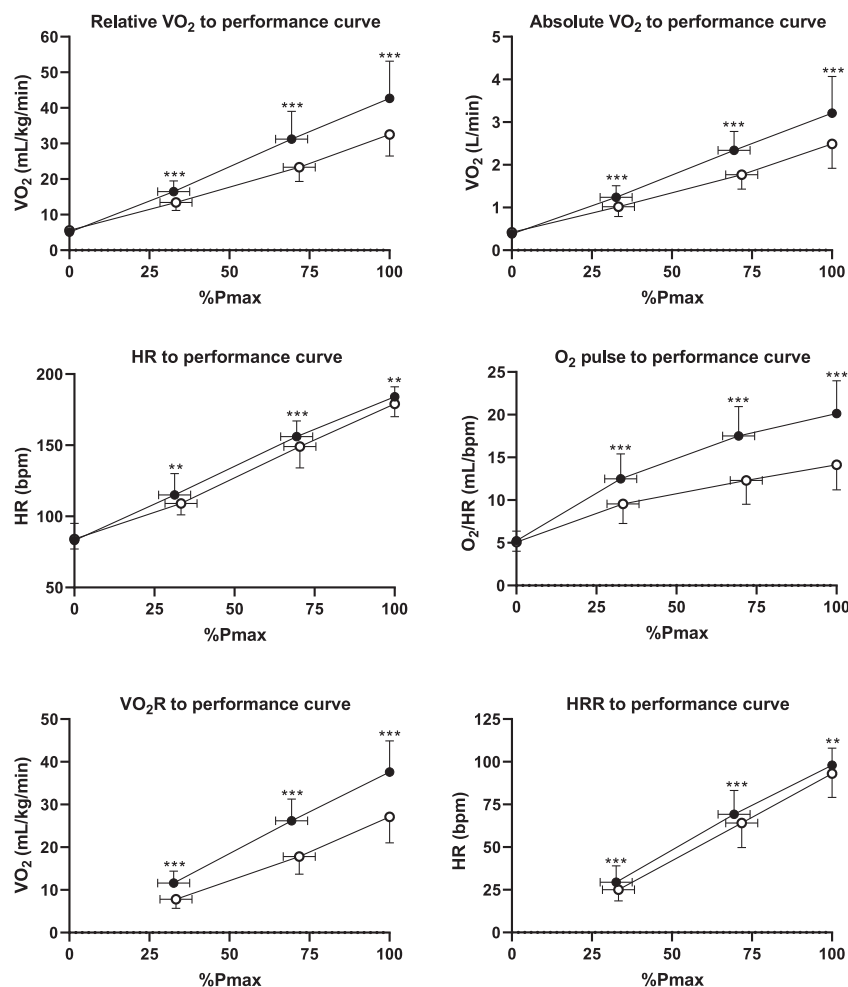 Relative VO₂ to performance curve
VO₂ (mL/kg/min)
60
50
40
30
20
10
0
***
***
***
0 25 50 75 100
%Pmax
Absolute VO₂ to performance curve
VO₂ (L/min)
5
4
3
2
1
0
***
***
***
0 25 50 75 100
%Pmax
HR to performance curve
HR (bpm)
200
150
100
50
**
***
**
0 25 50 75 100
%Pmax
O₂ pulse to performance curve
O₂/HR (mL/bpm)
25
20
15
10
5
0
***
***
***
0 25 50 75 100
%Pmax
VO₂R to performance curve
VO₂ (mL/kg/min)
50
40
30
20
10
0
***
***
***
0 25 50 75 100
%Pmax
HRR to performance curve
HR (bpm)
125
100
75
50
25
0
**
***
***
0 25 50 75 100
%Pmax